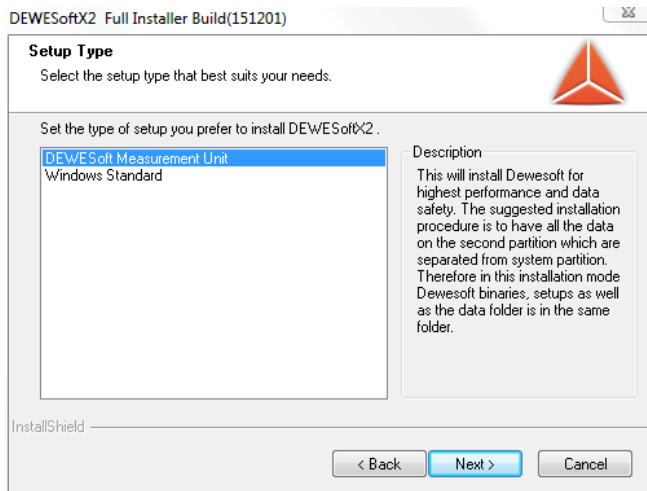 DEWESoftX2 Full Installer Build(151201)
Setup Type
Select the setup type that best suits your needs.
Set the type of setup you prefer to install DEWESoftX2 .
DEWESoft Measurement Unit
Windows Standard
Description
This will install Dewesoft for
highest performance and data
safety. The suggested installation
procedure is to have all the data
on the second partition which are
separated from system partition.
Therefore in this installation mode
Dewesoft binaries, setups as well
as the data folder is in the same
folder.
InstallShield
< Back
Next >
Cancel